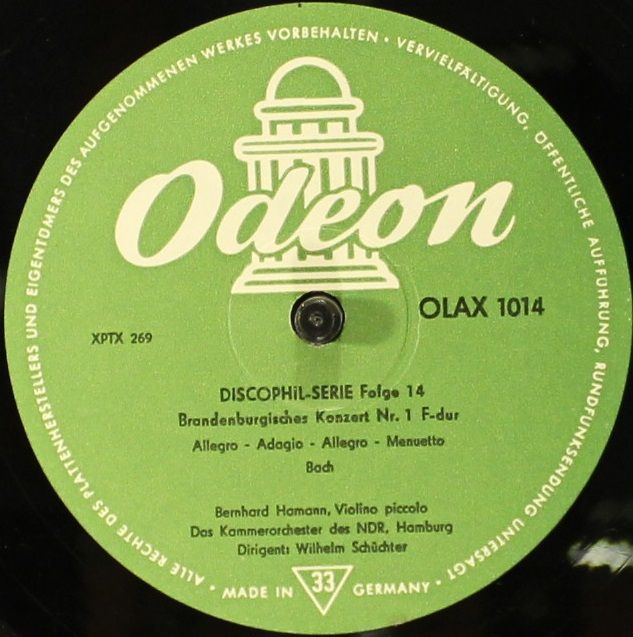 ALLE RECHTE DES PLATTENHERSTELLERS UND EIGENTÜMERS DES AUFGENOMMENEN WERKES VORBEHALTEN • VERVIELFÄLTIGUNG, ÖFFENTLICHE AUFFÜHRUNG, RUNDFUNKSENDUNG UNTERSAGT •
Odeon
OLAX 1014
XPTX 269
DISCOPHiL-SERIE Folge 14
Brandenburgisches Konzert Nr. 1 F-dur
Allegro - Adagio - Allegro - Menuetto
Bach
Bernhard Hamann, Violino piccolo
Das Kammerorchester des NDR, Hamburg
Dirigent: Wilhelm Schüchter
MADE IN 33 GERMANY •